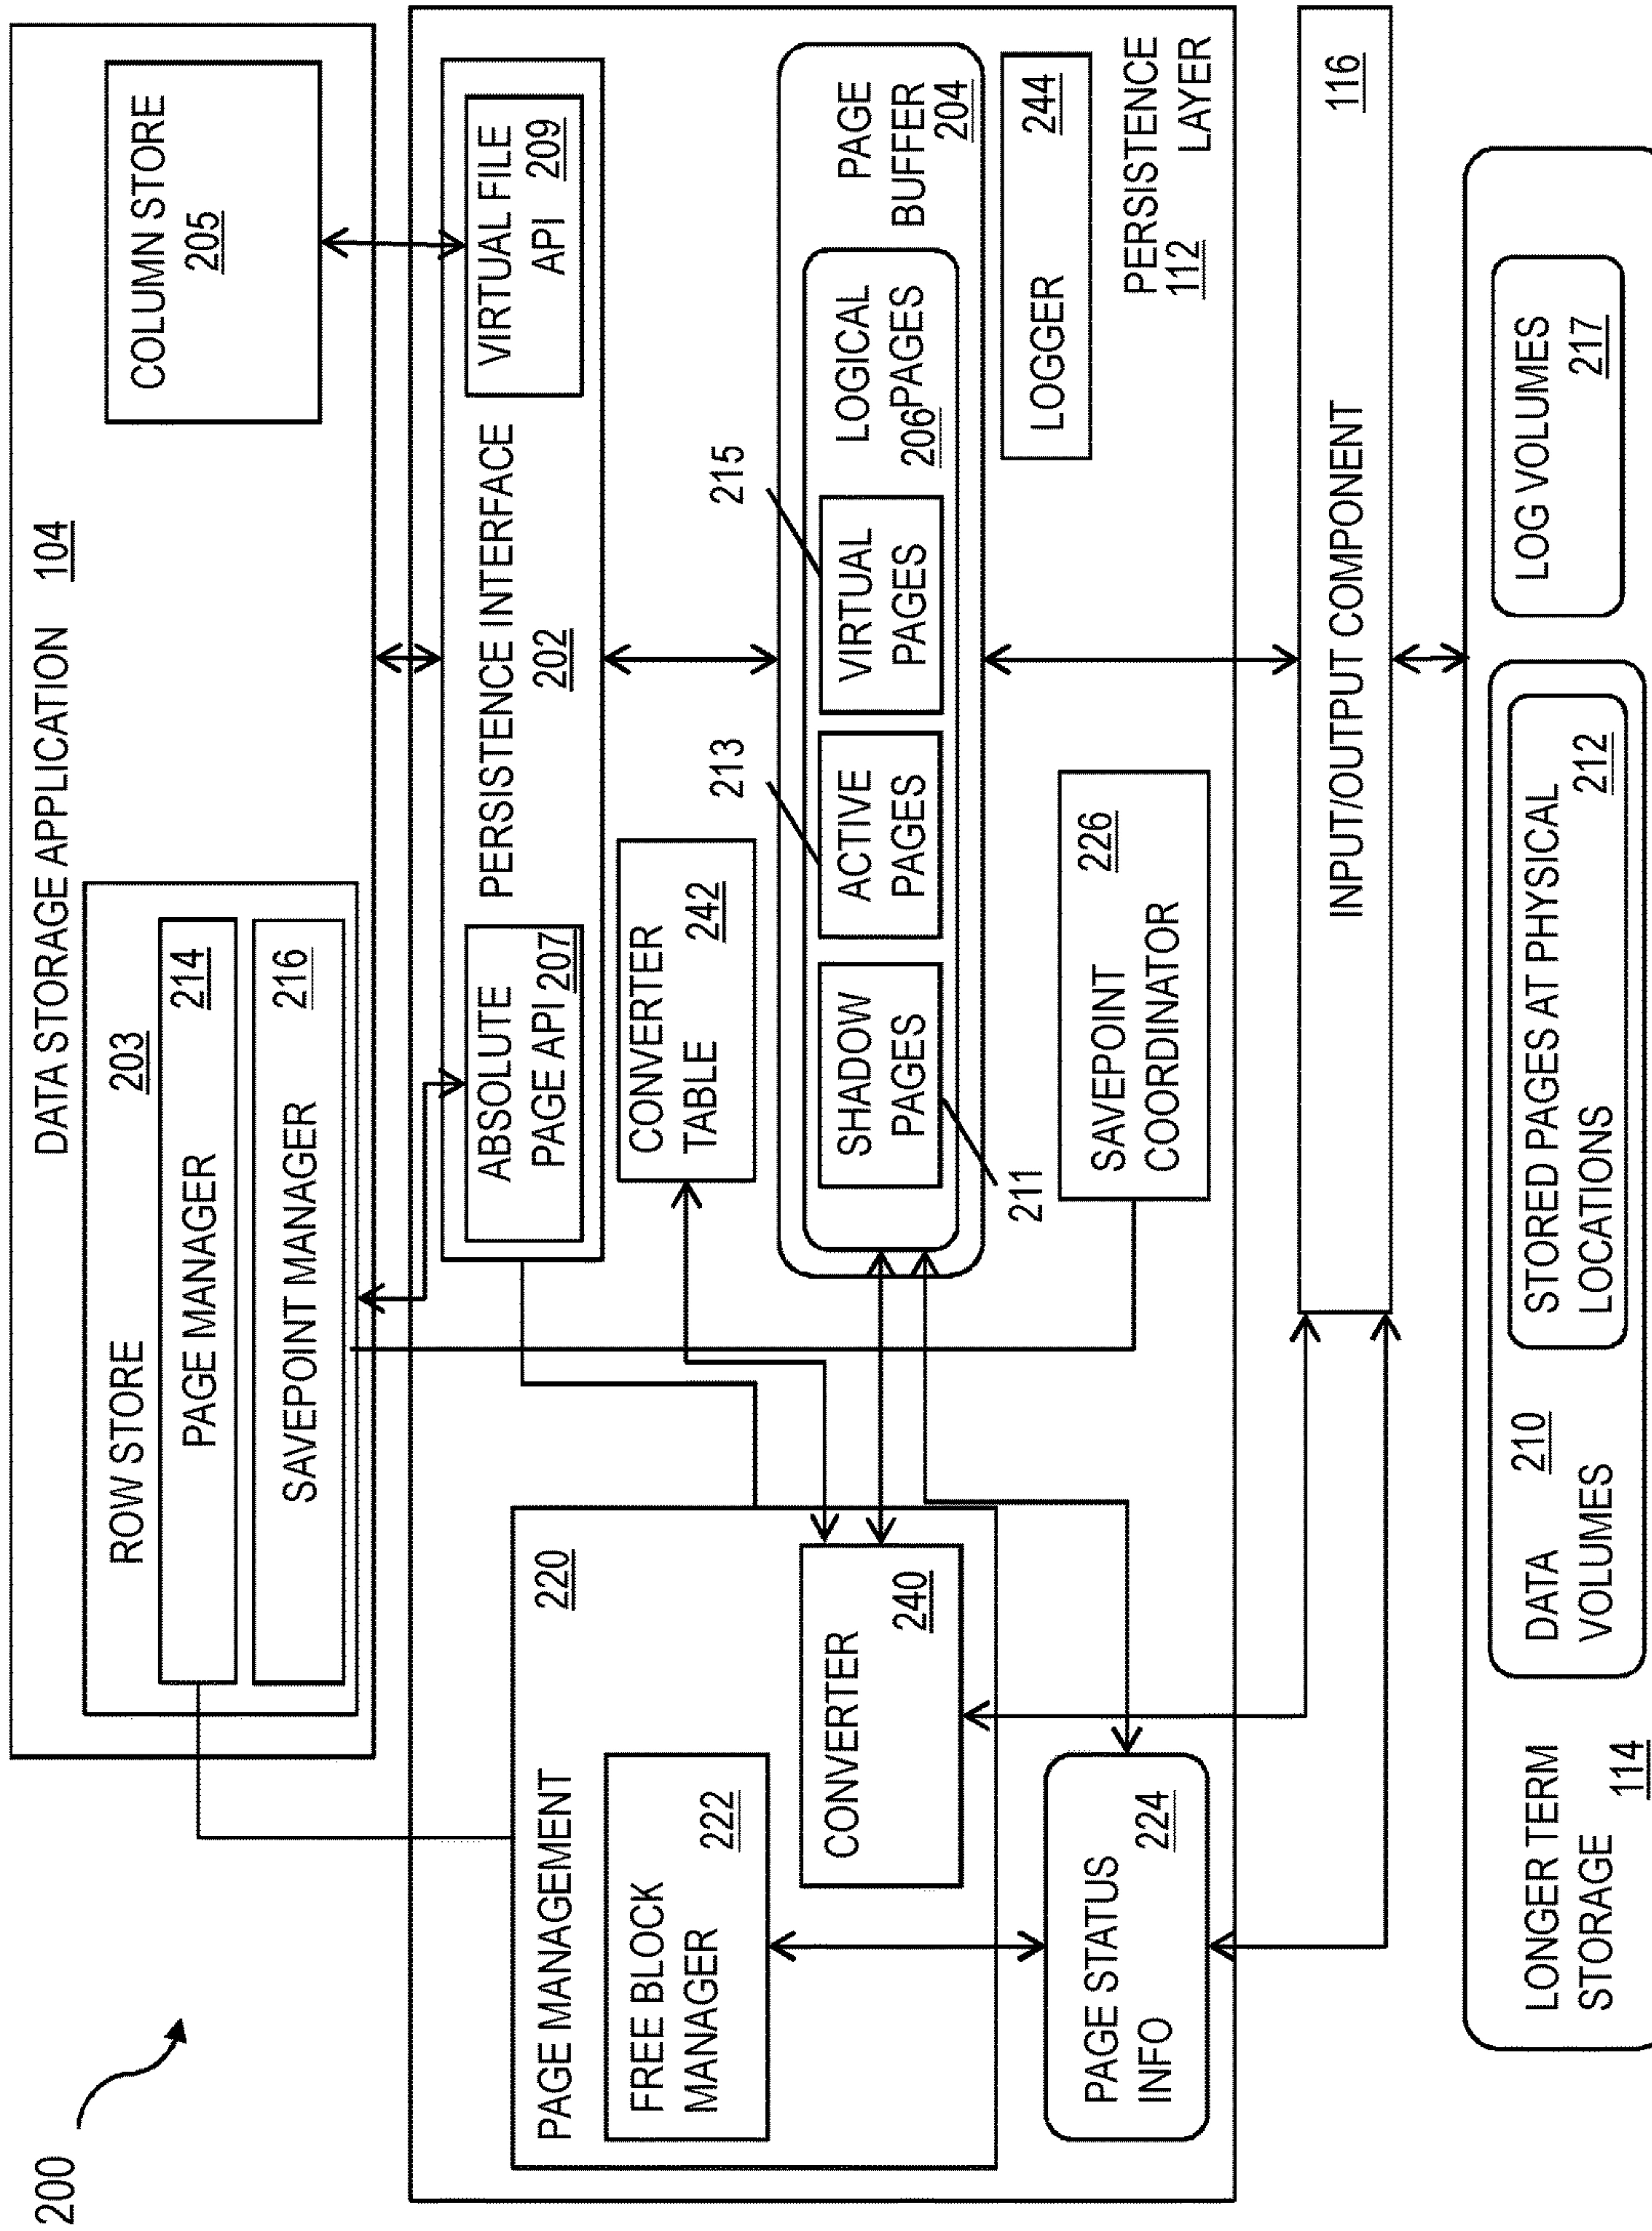 200
DATA STORAGE APPLICATION 104
ROW STORE 203
PAGE MANAGER 214
SAVEPOINT MANAGER 216
COLUMN STORE
205
PERSISTENCE INTERFACE
202
ABSOLUTE
PAGE API 207
VIRTUAL FILE
API 209
PAGE MANAGEMENT 220
FREE BLOCK
MANAGER 222
CONVERTER 240
CONVERTER
TABLE 242
PAGE
BUFFER
204
LOGICAL
PAGES
206
SHADOW
PAGES
211
ACTIVE
PAGES
213
VIRTUAL
PAGES
215
PAGE STATUS
INFO 224
SAVEPOINT
COORDINATOR 226
LOGGER 244
PERSISTENCE
112 LAYER
INPUT/OUTPUT COMPONENT 116
LONGER TERM
STORAGE 114
DATA 210
VOLUMES
STORED PAGES AT PHYSICAL
LOCATIONS 212
LOG VOLUMES
217